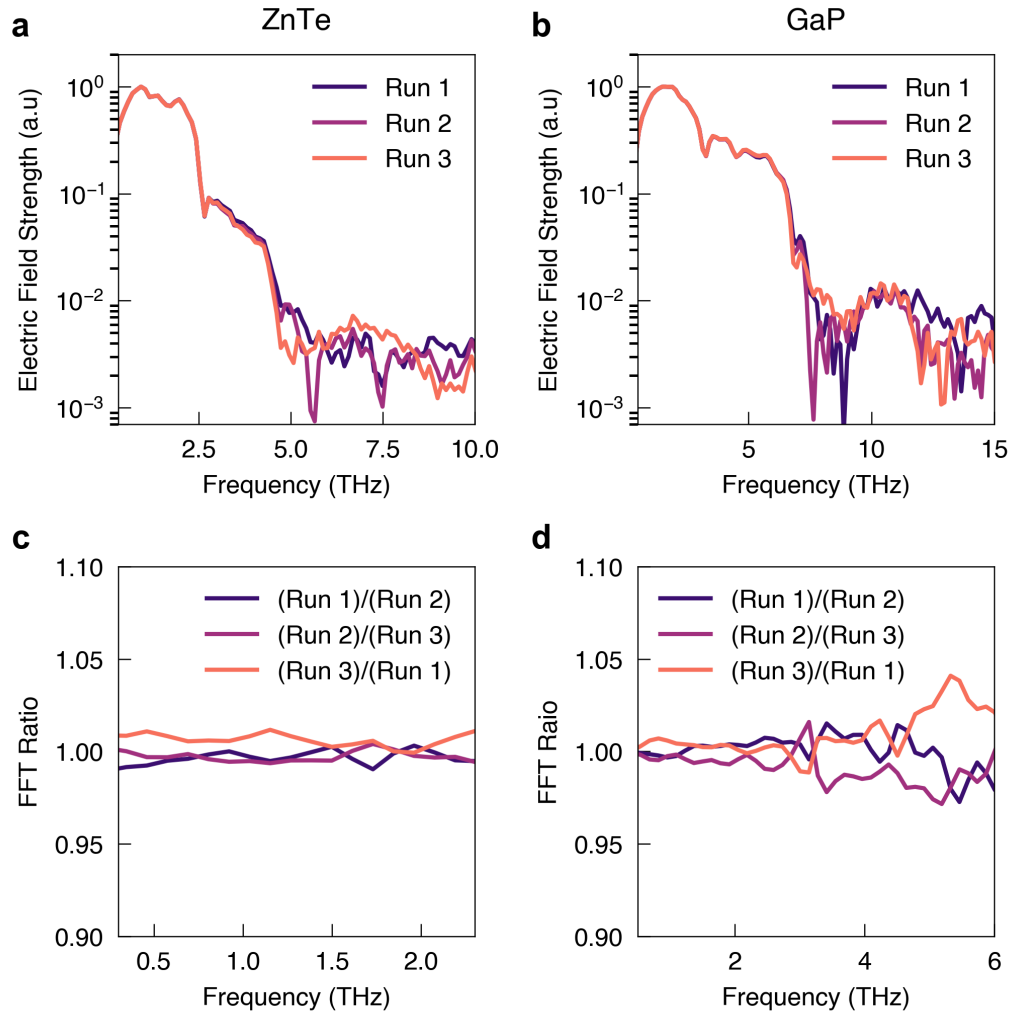 a
ZnTe
Electric Field Strength (a.u)
10⁰
10⁻¹
10⁻²
10⁻³
Run 1
Run 2
Run 3
2.5 5.0 7.5 10.0
Frequency (THz)
b
GaP
Electric Field Strength (a.u)
10⁰
10⁻¹
10⁻²
10⁻³
Run 1
Run 2
Run 3
5 10 15
Frequency (THz)
c
FFT Ratio
1.10
1.05
1.00
0.95
0.90
(Run 1)/(Run 2)
(Run 2)/(Run 3)
(Run 3)/(Run 1)
0.5 1.0 1.5 2.0
Frequency (THz)
d
FFT Raio
1.10
1.05
1.00
0.95
0.90
(Run 1)/(Run 2)
(Run 2)/(Run 3)
(Run 3)/(Run 1)
2 4 6
Frequency (THz)